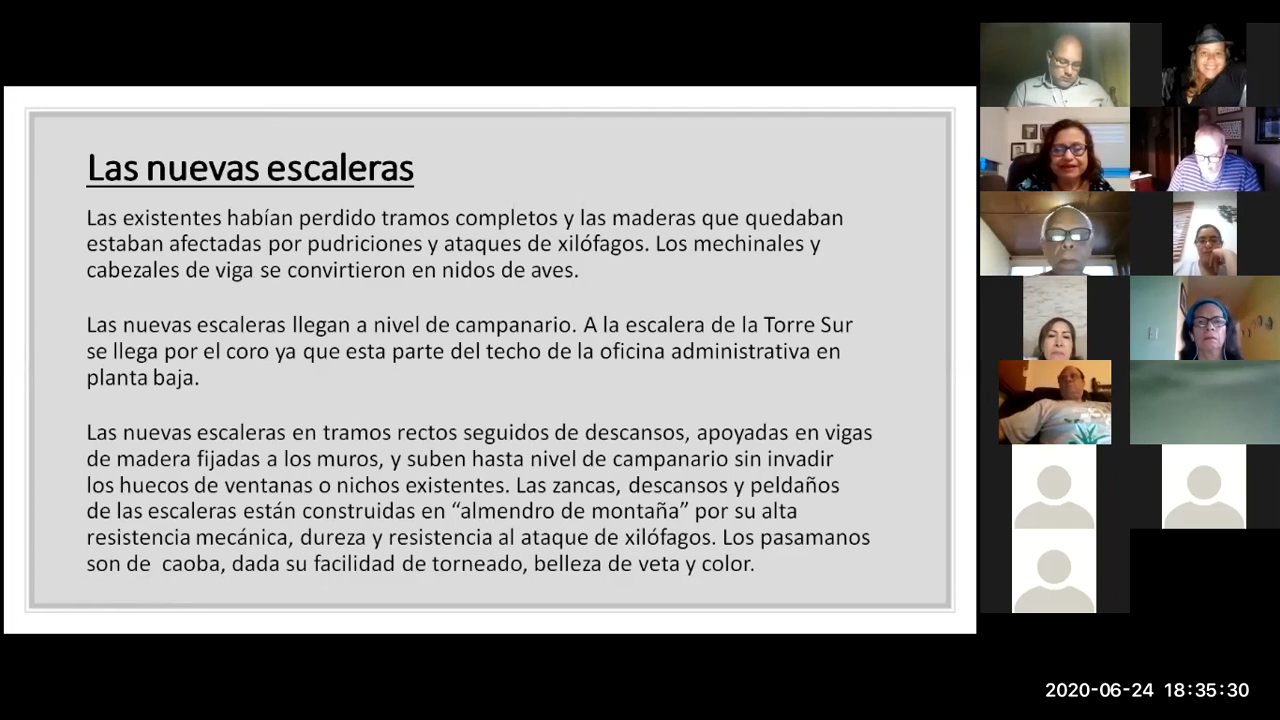 Las nuevas escaleras
Las existentes habían perdido tramos completos y las maderas que quedaban
estaban afectadas por pudriciones y ataques de xilófagos. Los mechinales y
cabezales de viga se convirtieron en nidos de aves.
Las nuevas escaleras llegan a nivel de campanario. A la escalera de la Torre Sur
se llega por el coro ya que esta parte del techo de la oficina administrativa en
planta baja.
Las nuevas escaleras en tramos rectos seguidos de descansos, apoyadas en vigas
de madera fijadas a los muros, y suben hasta nivel de campanario sin invadir
los huecos de ventanas o nichos existentes. Las zancas, descansos y peldaños
de las escaleras están construidas en “almendro de montaña” por su alta
resistencia mecánica, dureza y resistencia al ataque de xilófagos. Los pasamanos
son de  caoba, dada su facilidad de torneado, belleza de veta y color.
2020-06-24 18:35:30